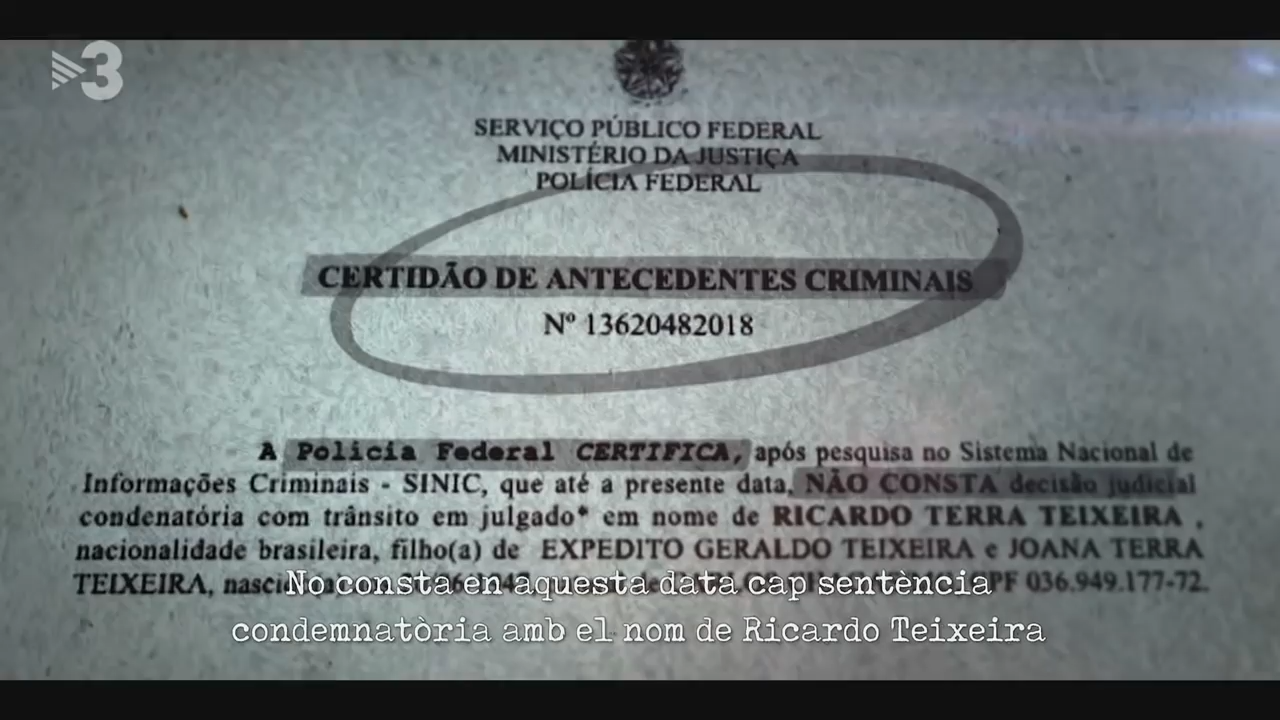 3
SERVIÇO PÚBLICO FEDERAL
MINISTÉRIO DA JUSTIÇA
POLÍCIA FEDERAL
CERTIDÃO DE ANTECEDENTES CRIMINAIS
Nº 13620482018
A Polícia Federal CERTIFICA, após pesquisa no Sistema Nacional de
Informações Criminais - SINIC, que até a presente data, NÃO CONSTA decisão judicial
condenatória com trânsito em julgado* em nome de RICARDO TERRA TEIXEIRA ,
nacionalidade brasileira, filho(a) de EXPEDITO GERALDO TEIXEIRA e JOANA TERRA
TEIXEIRA, 036.949.177-72.
No consta en aquesta data cap sentència
condemnatòria amb el nom de Ricardo Teixeira